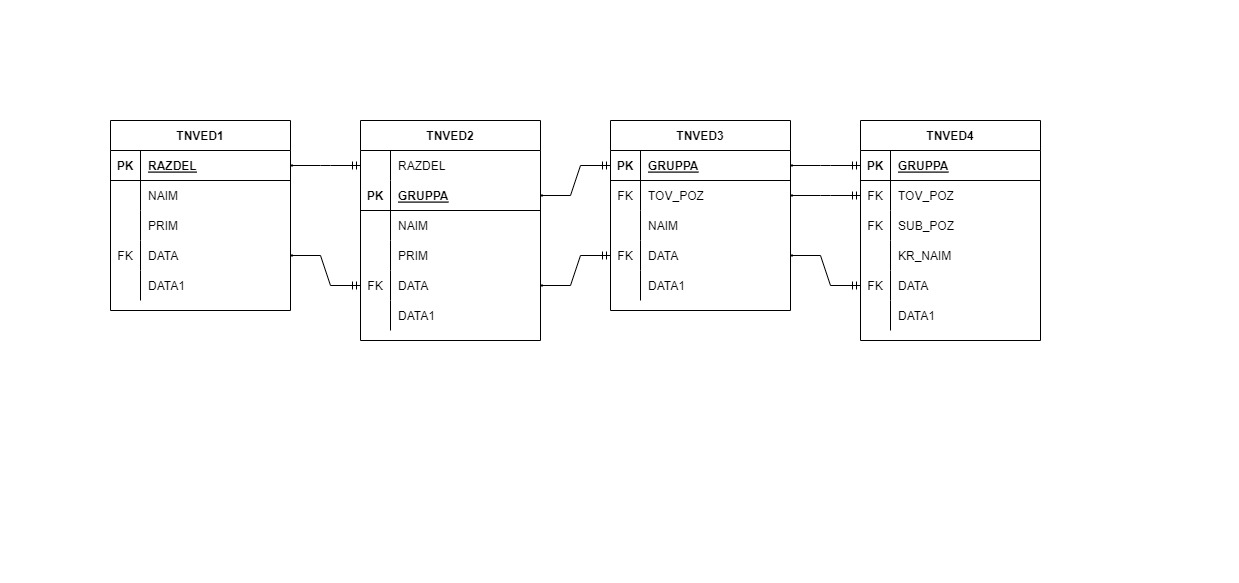 TNVED1
PK RAZDEL
NAIM
PRIM
FK DATA
DATA1
TNVED2
RAZDEL
PK GRUPPA
NAIM
PRIM
FK DATA
DATA1
TNVED3
PK GRUPPA
FK TOV_POZ
NAIM
FK DATA
DATA1
TNVED4
PK GRUPPA
FK TOV_POZ
FK SUB_POZ
KR_NAIM
FK DATA
DATA1